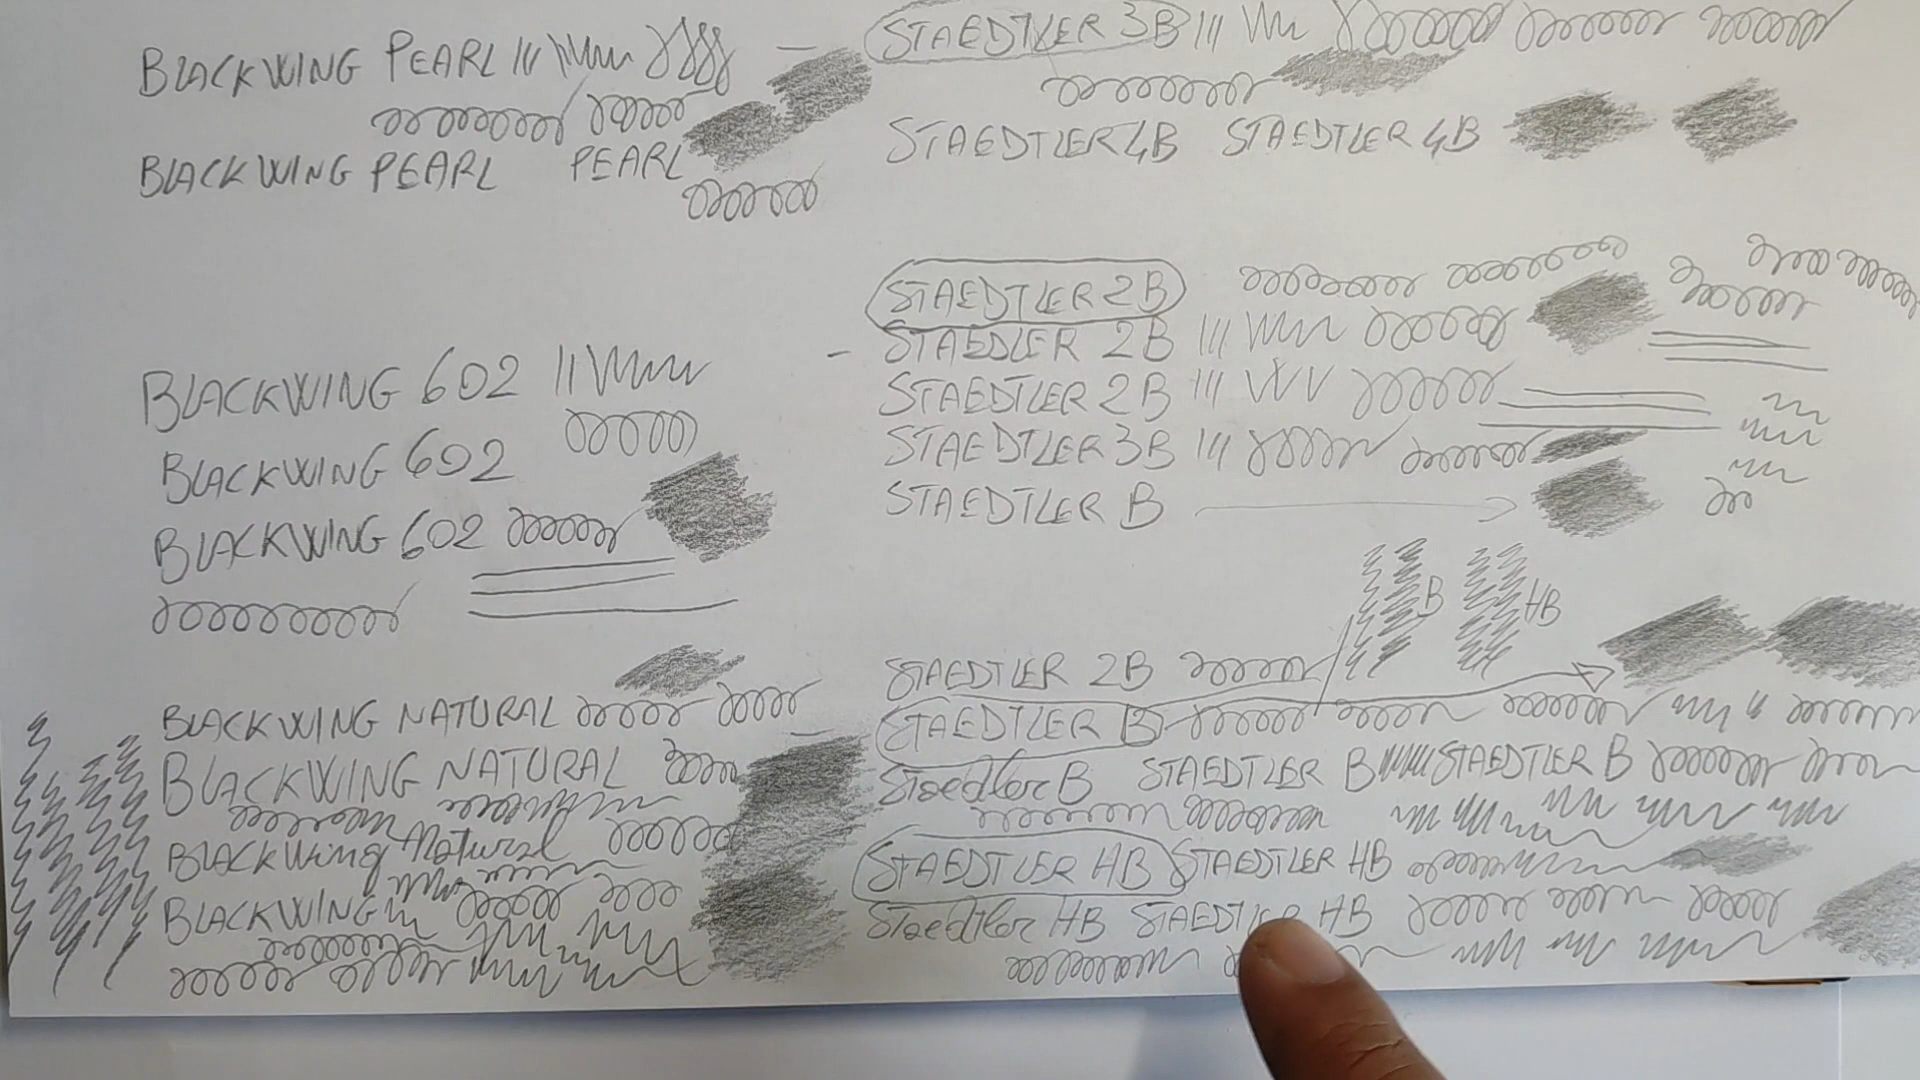 BLACKWING PEARL
BLACKWING PEARL PEARL
BLACKWING 602
BLACKWING 602
BLACKWING 602
BLACKWING NATURAL
BLACKWING NATURAL
BLACKWing Natural
BLACKWING
STAEDTLER 3B
STAEDTLER 4B STAEDTLER 4B
STAEDTLER 2B
STAEDLER 2B
STAEDTLER 2B
STAEDTLER 3B
STAEDTLER B
B HB
STAEDTLER 2B
STAEDTLER B
Staedtler B STAEDTLER B STAEDTLER B
STAEDTLER HB STAEDTLER HB
Staedtler HB STAEDTLER HB